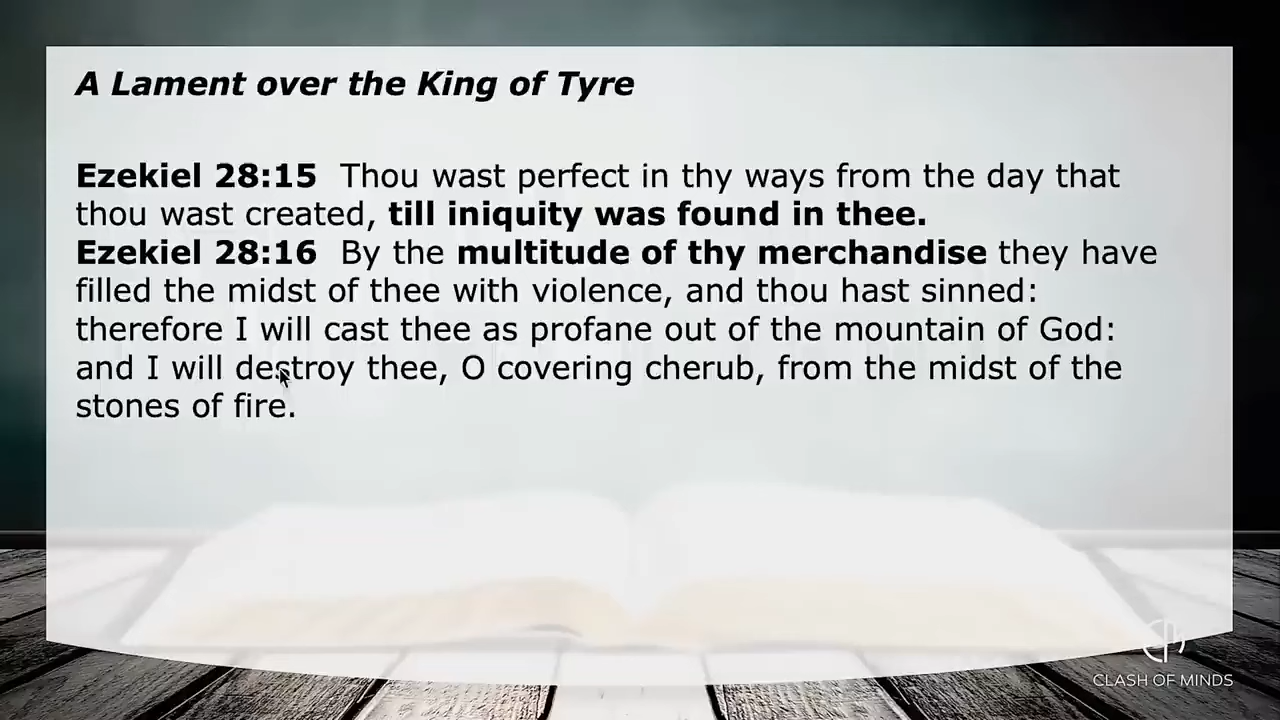 A Lament over the King of Tyre
Ezekiel 28:15 Thou wast perfect in thy ways from the day that
thou wast created, till iniquity was found in thee.
Ezekiel 28:16 By the multitude of thy merchandise they have
filled the midst of thee with violence, and thou hast sinned:
therefore I will cast thee as profane out of the mountain of God:
and I will destroy thee, O covering cherub, from the midst of the
stones of fire.
CLASH OF MINDS